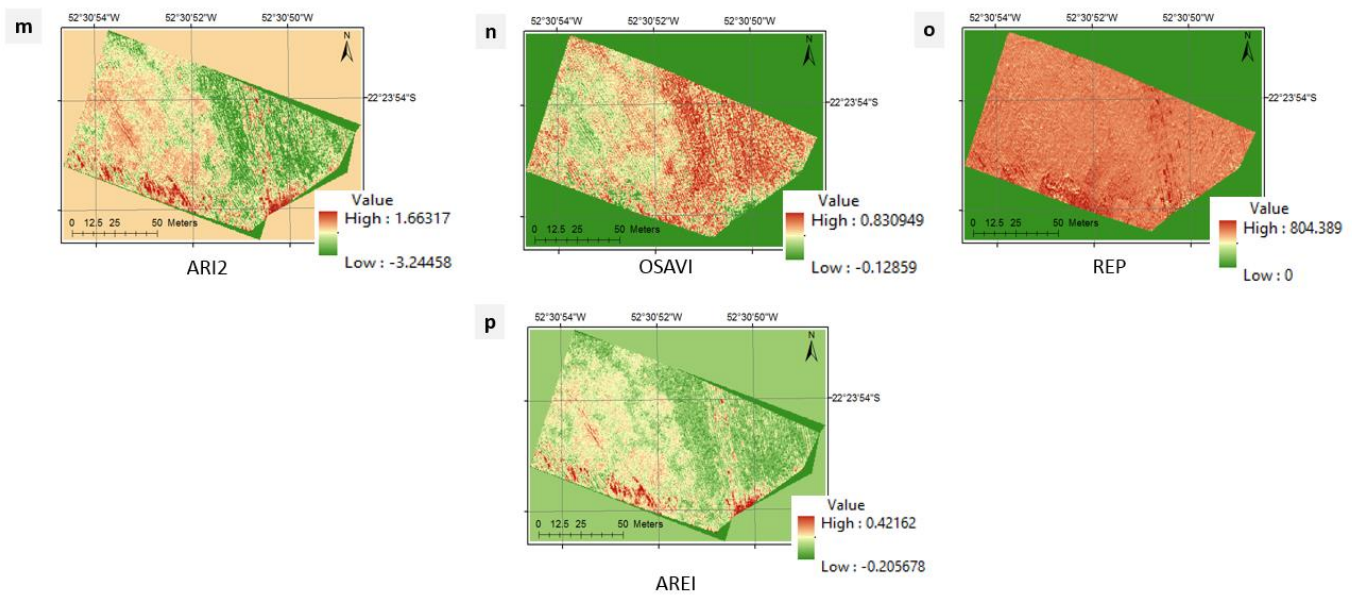 m
52°30'54"W 52°30'52"W 52°30'50"W
N
22°23'54"S
0 12.5 25 50 Meters
Value
High : 1.66317
Low : -3.24458
ARI2
n
52°30'54"W 52°30'52"W 52°30'50"W
N
22°23'54"S
0 12.5 25 50 Meters
Value
High : 0.830949
Low : -0.12859
OSAVI
o
52°30'54"W 52°30'52"W 52°30'50"W
N
22°23'54"S
0 12.5 25 50 Meters
Value
High : 804.389
Low : 0
REP
p
52°30'54"W 52°30'52"W 52°30'50"W
N
22°23'54"S
0 12.5 25 50 Meters
Value
High : 0.42162
Low : -0.205678
AREI